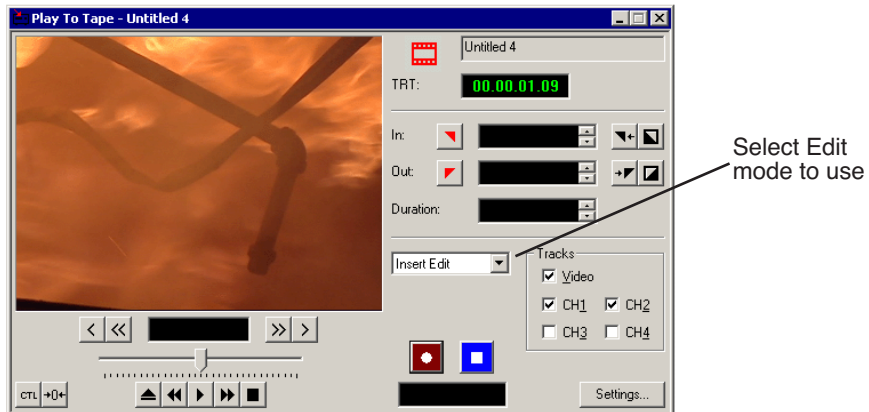 Play To Tape - Untitled 4
Untitled 4
TRT: 00.00.01.09
In:
Out:
Duration:
Select Edit
mode to use
Insert Edit
Tracks
Video
CH1 CH2
CH3 CH4
CTL →0←
Settings...